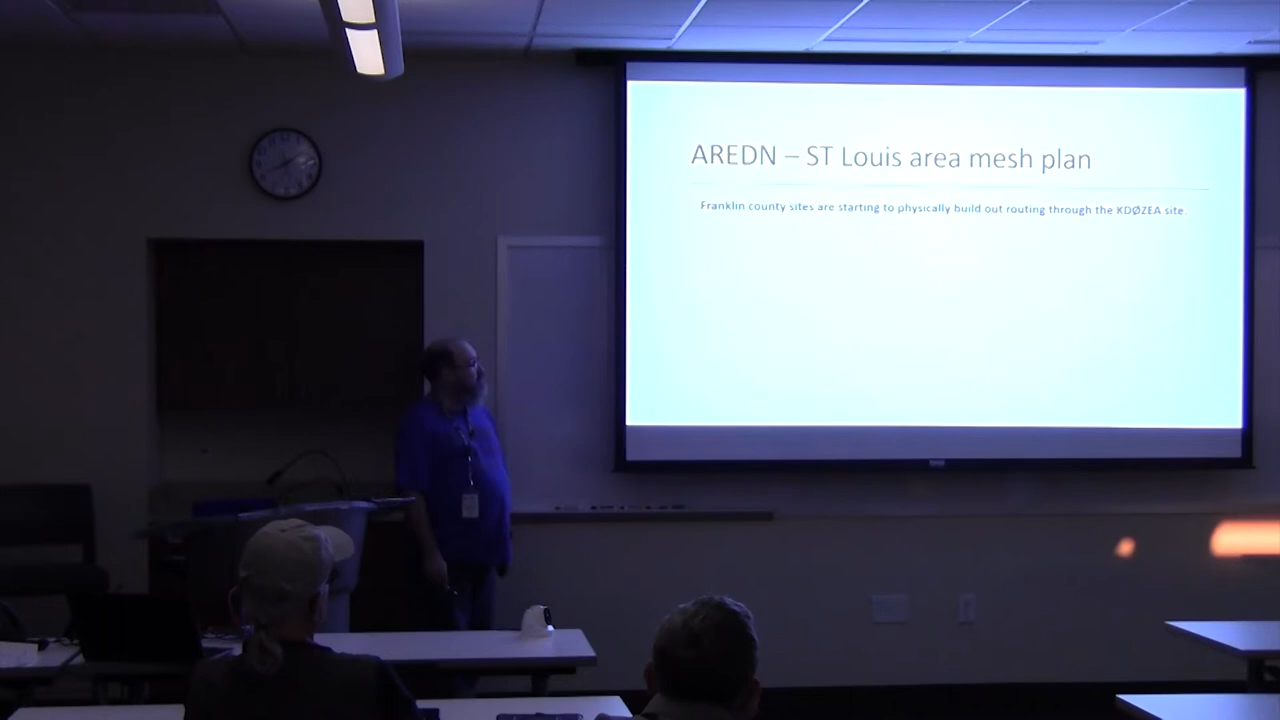 AREDN – ST Louis area mesh plan
Franklin county sites are starting to physically build out routing through the KDØZEA site.